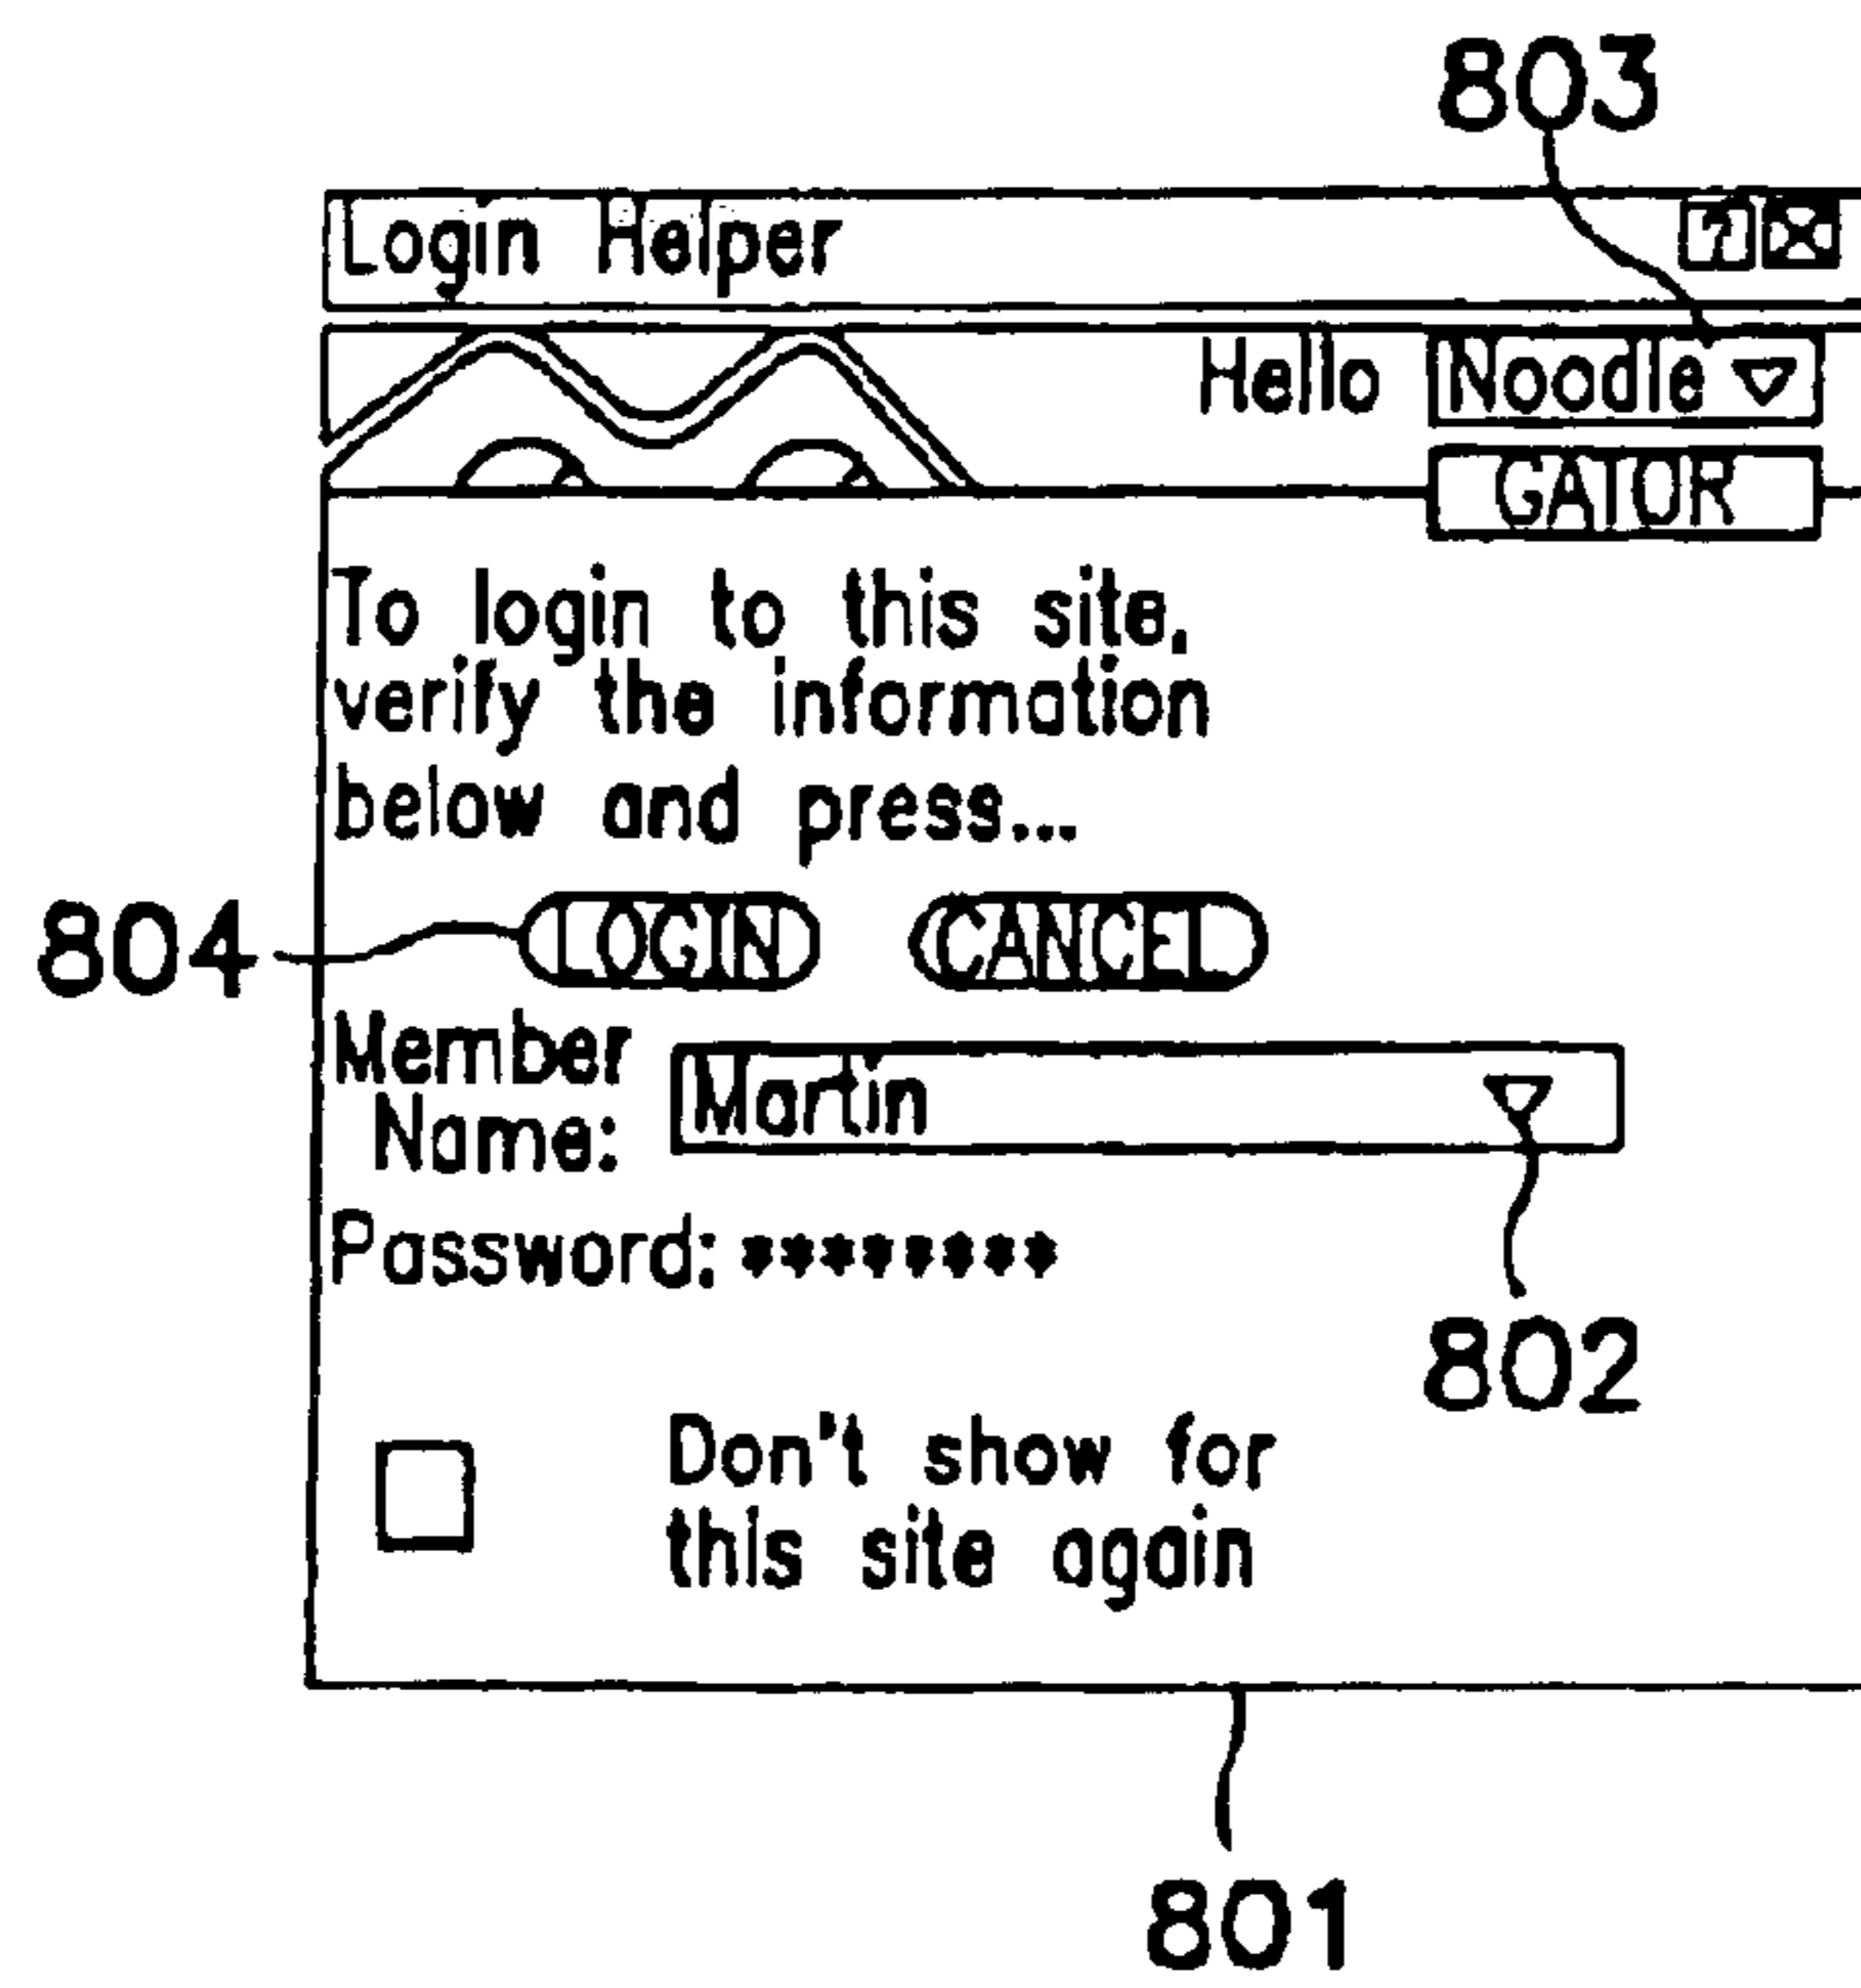 803
Login Helper ?
Hello Noodle
GATOR
To login to this site,
verify the information
below and press...
804 LOGIN CANCEL
Member
Name: Martin
Password: ********
802
Don't show for
this site again
801